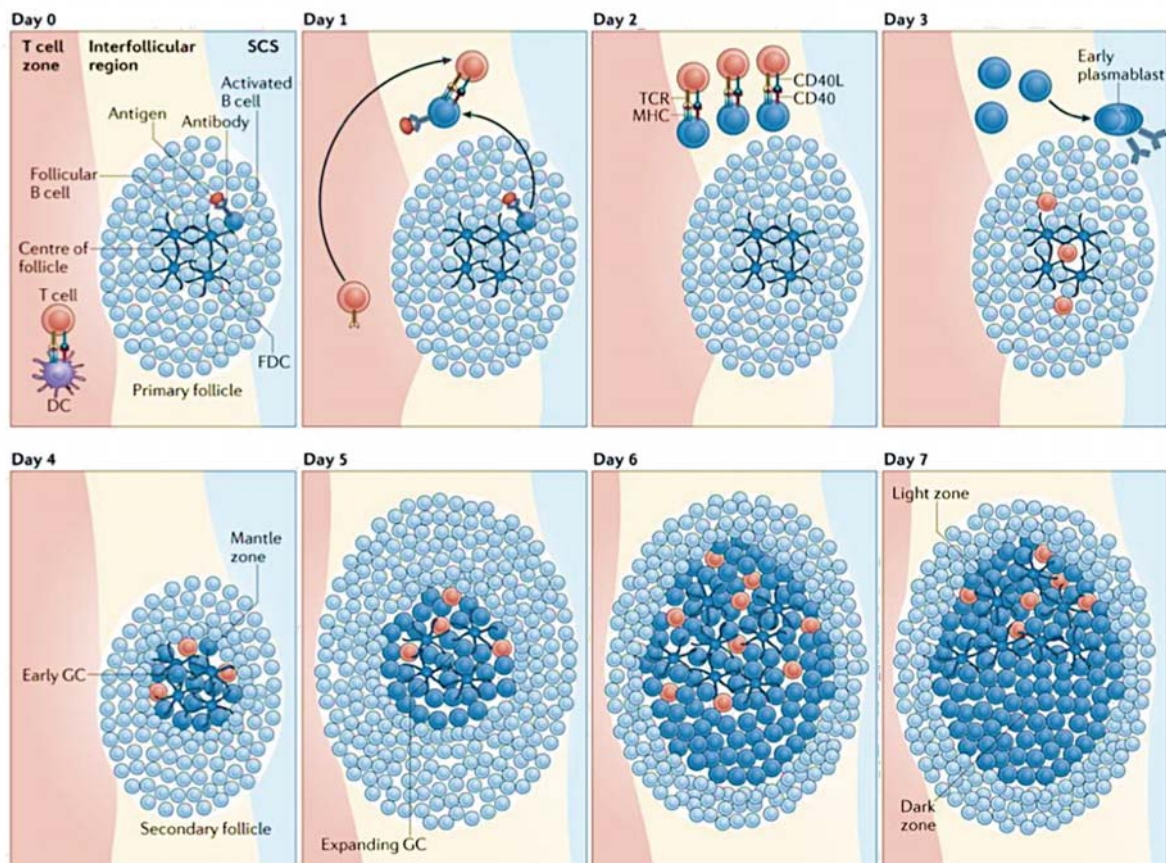 Day 0
T cell
zone
Interfollicular
region
SCS
Activated
B cell
Antigen
Antibody
Follicular
B cell
Centre of
follicle
T cell
FDC
DC
Primary follicle
Day 1
Day 2
TCR
MHC
CD40L
CD40
Day 3
Early
plasmablast
Day 4
Mantle
zone
Early GC
Secondary follicle
Day 5
Expanding GC
Day 6
Day 7
Light zone
Dark
zone